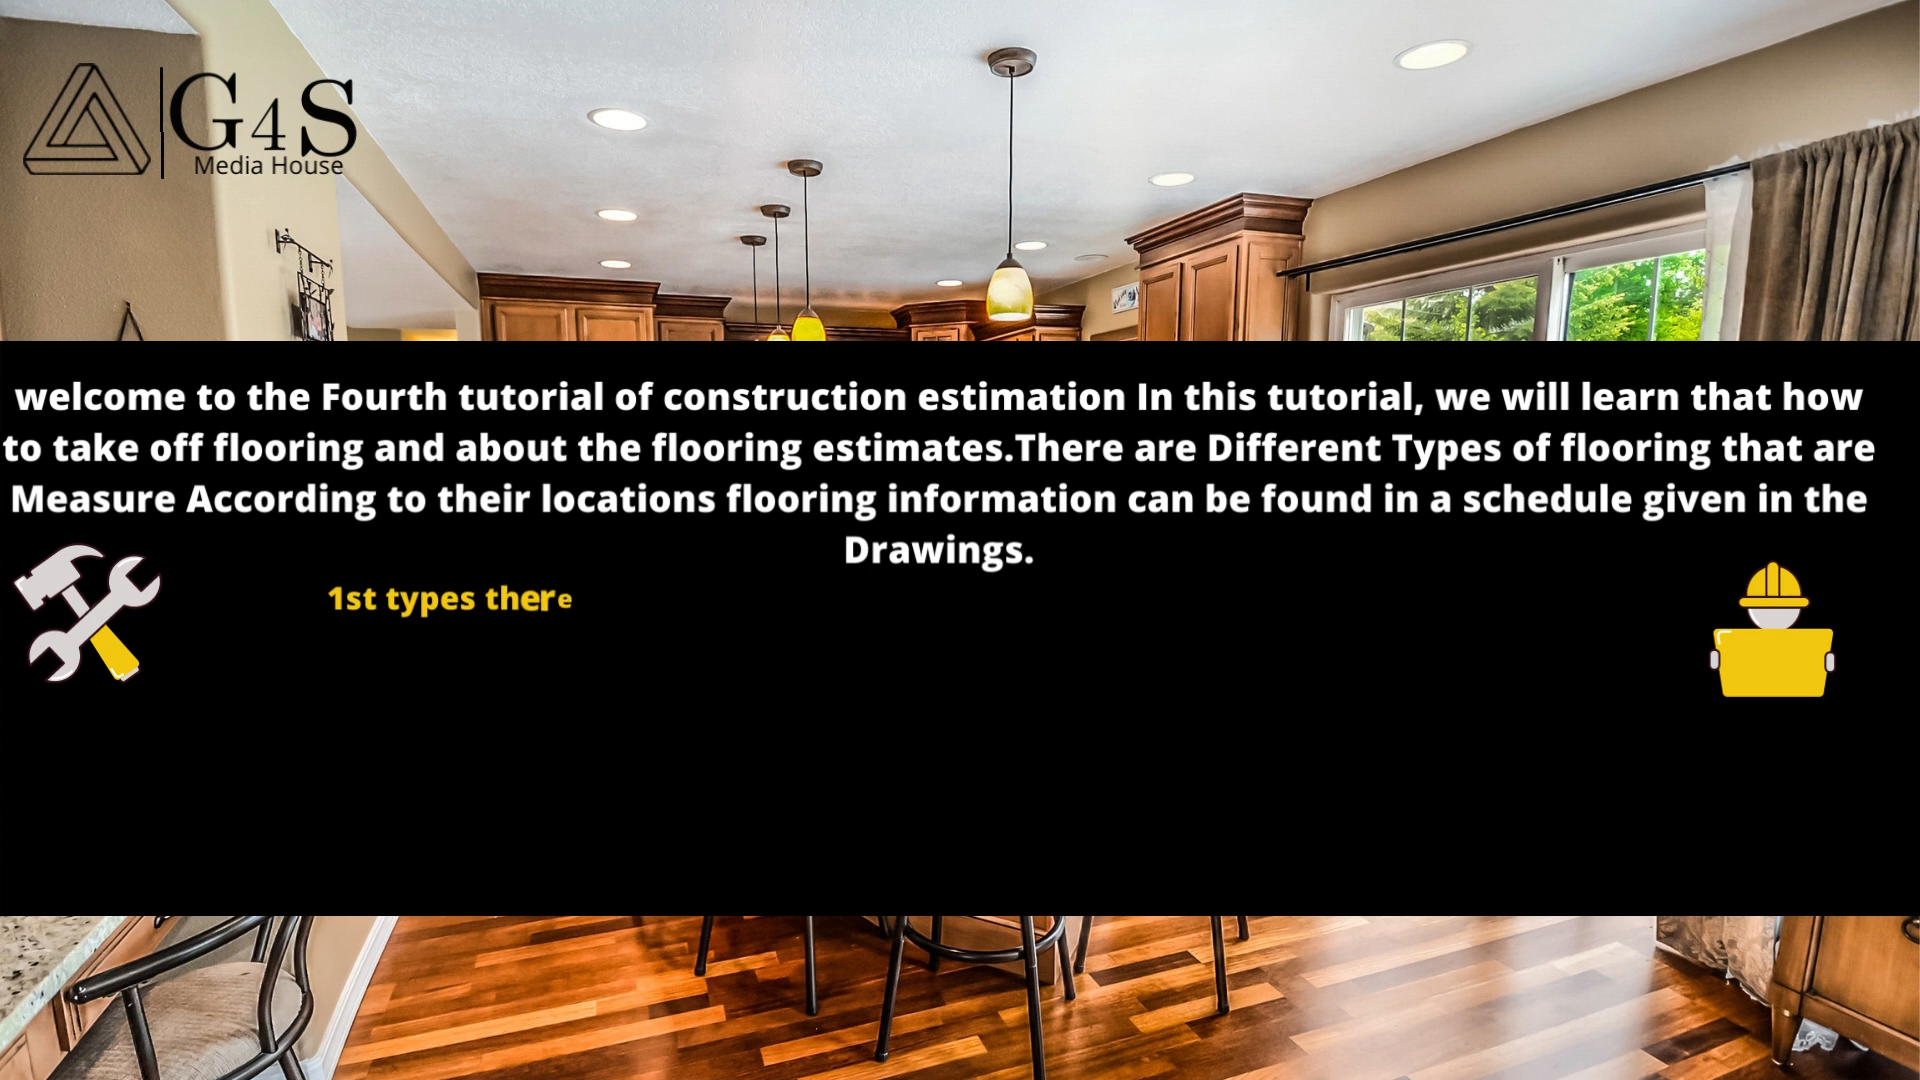 G4S
Media House
welcome to the Fourth tutorial of construction estimation In this tutorial, we will learn that how
to take off flooring and about the flooring estimates.There are Different Types of flooring that are
Measure According to their locations flooring information can be found in a schedule given in the
Drawings.
1st types there